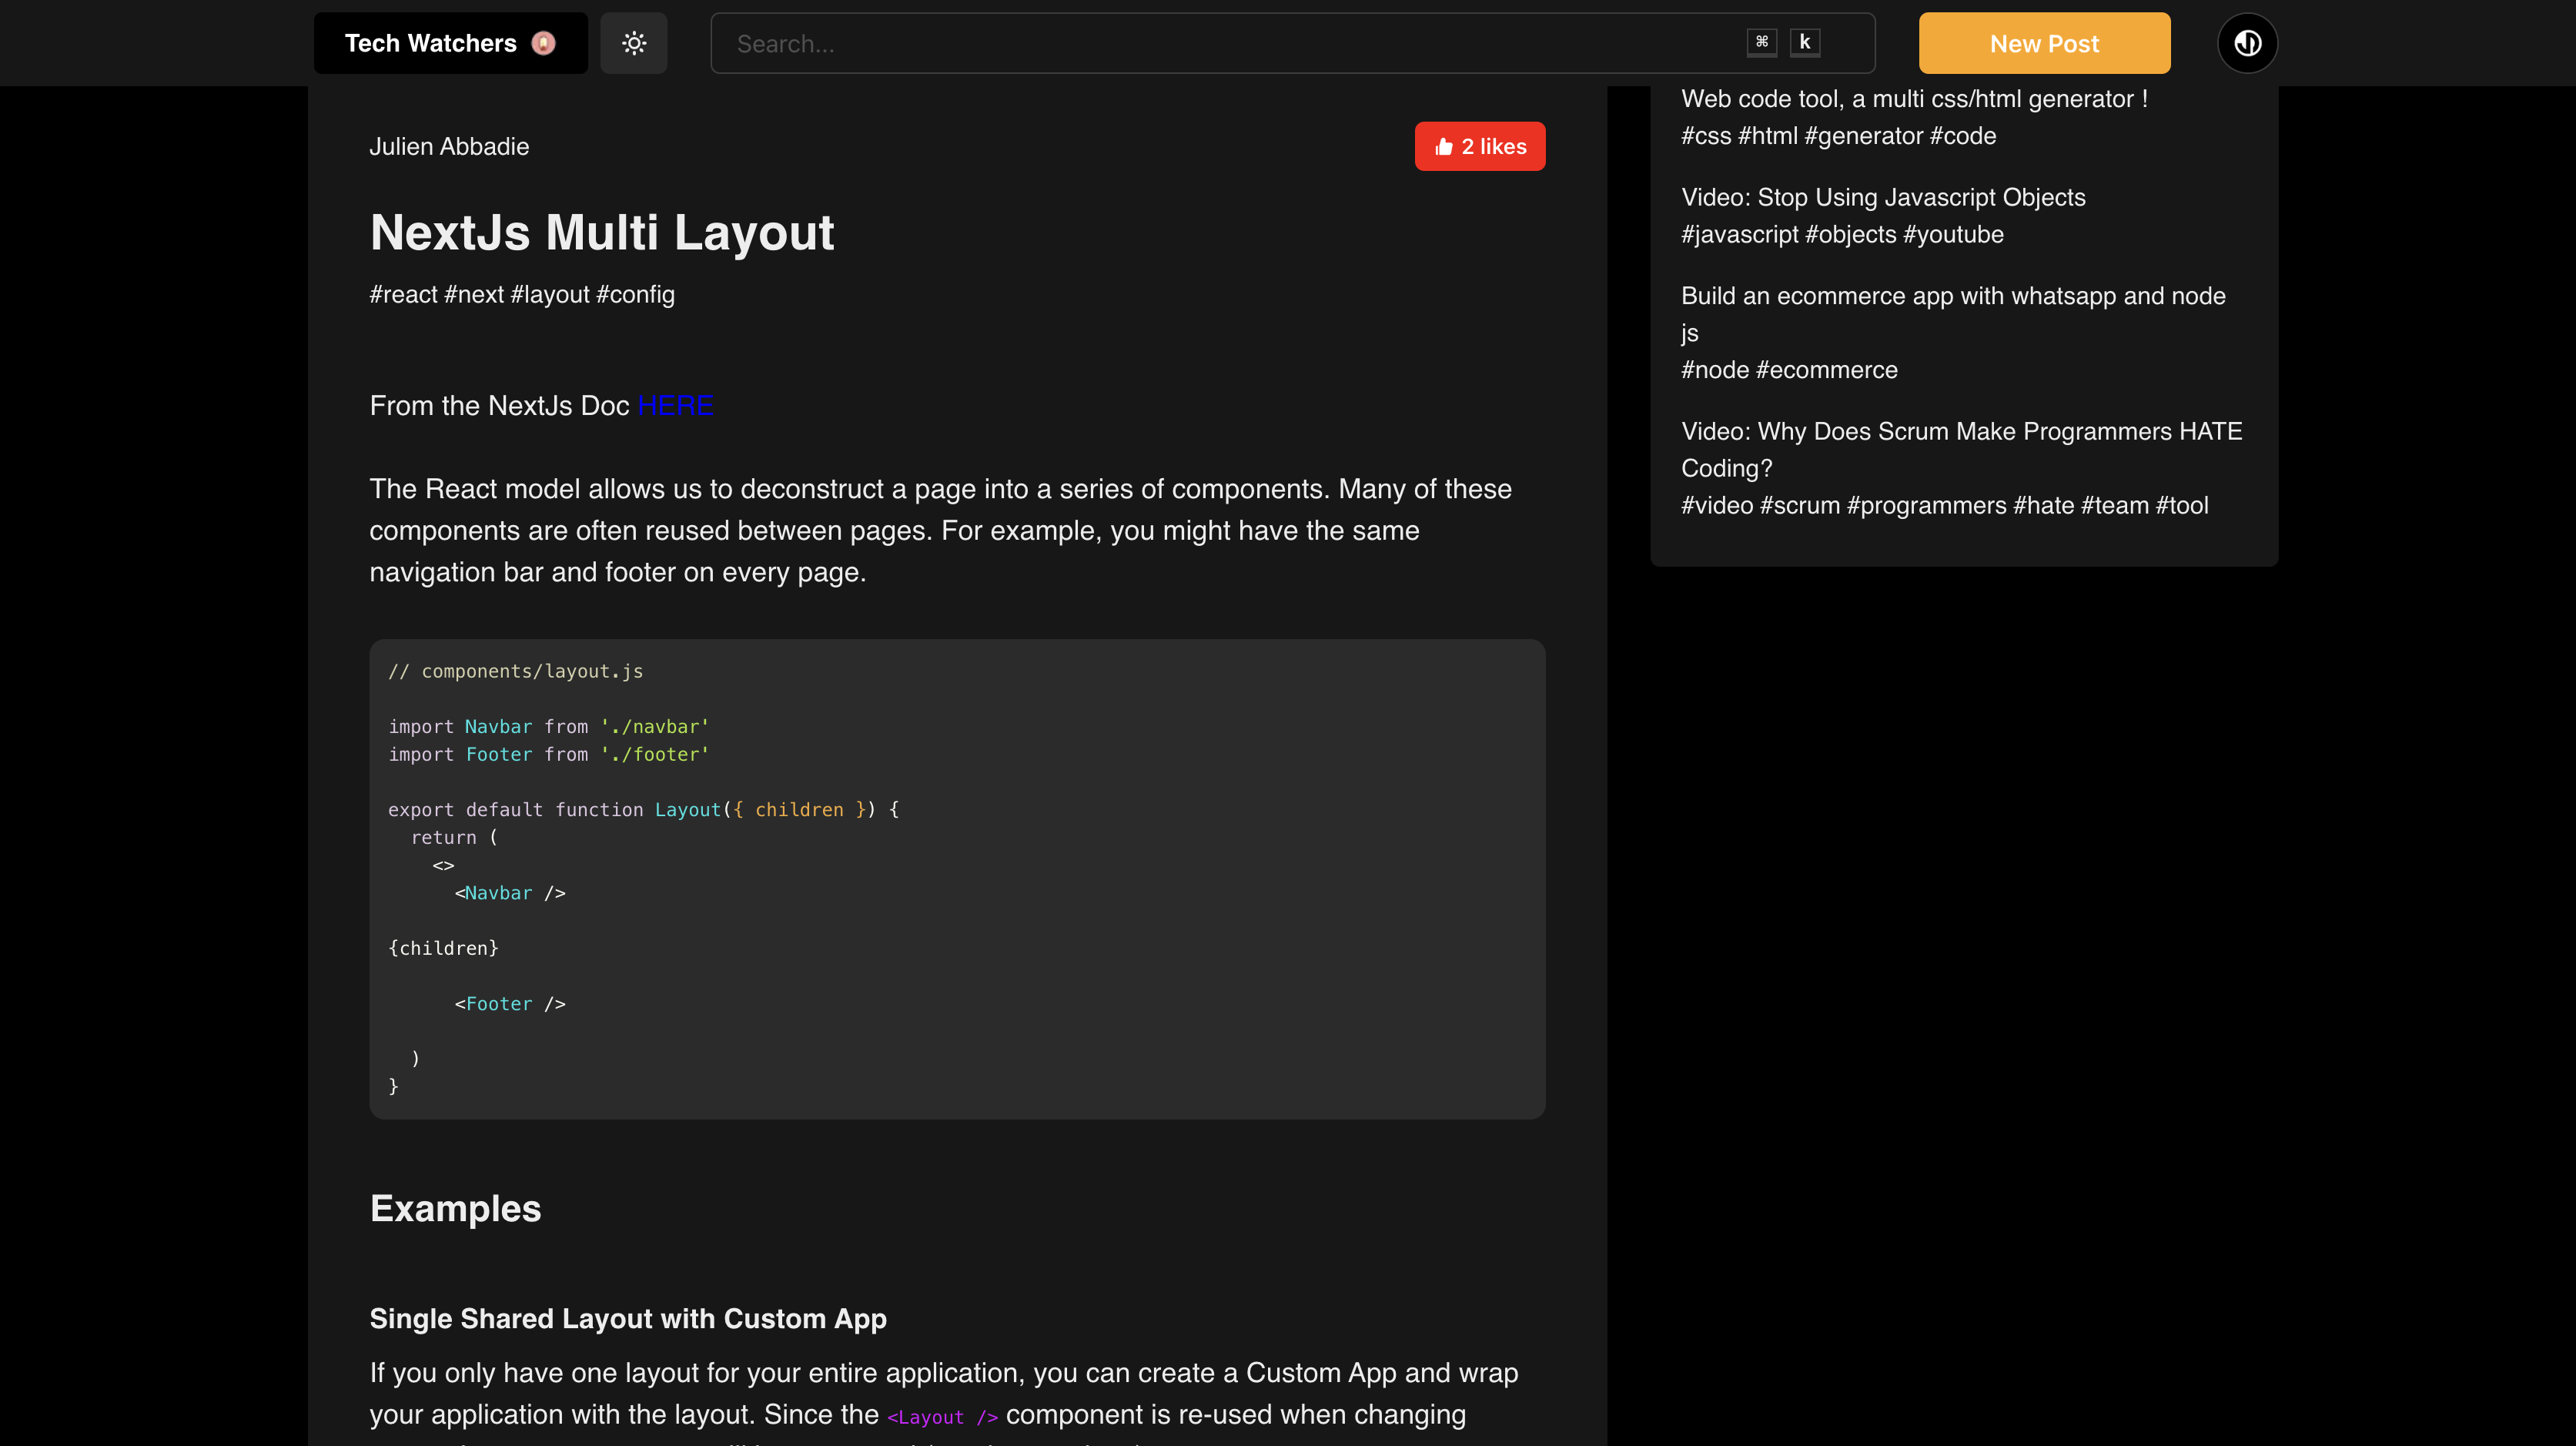 Tech Watchers
Search...
⌘ k
New Post
Julien Abbadie
2 likes
NextJs Multi Layout
#react #next #layout #config
From the NextJs Doc HERE
The React model allows us to deconstruct a page into a series of components. Many of these
components are often reused between pages. For example, you might have the same
navigation bar and footer on every page.
// components/layout.js
import Navbar from './navbar'
import Footer from './footer'
export default function Layout({ children }) {
return (
<>
<Navbar />
{children}
<Footer />
)
}
Examples
Single Shared Layout with Custom App
If you only have one layout for your entire application, you can create a Custom App and wrap
your application with the layout. Since the <Layout /> component is re-used when changing
Web code tool, a multi css/html generator !
#css #html #generator #code
Video: Stop Using Javascript Objects
#javascript #objects #youtube
Build an ecommerce app with whatsapp and node
js
#node #ecommerce
Video: Why Does Scrum Make Programmers HATE
Coding?
#video #scrum #programmers #hate #team #tool